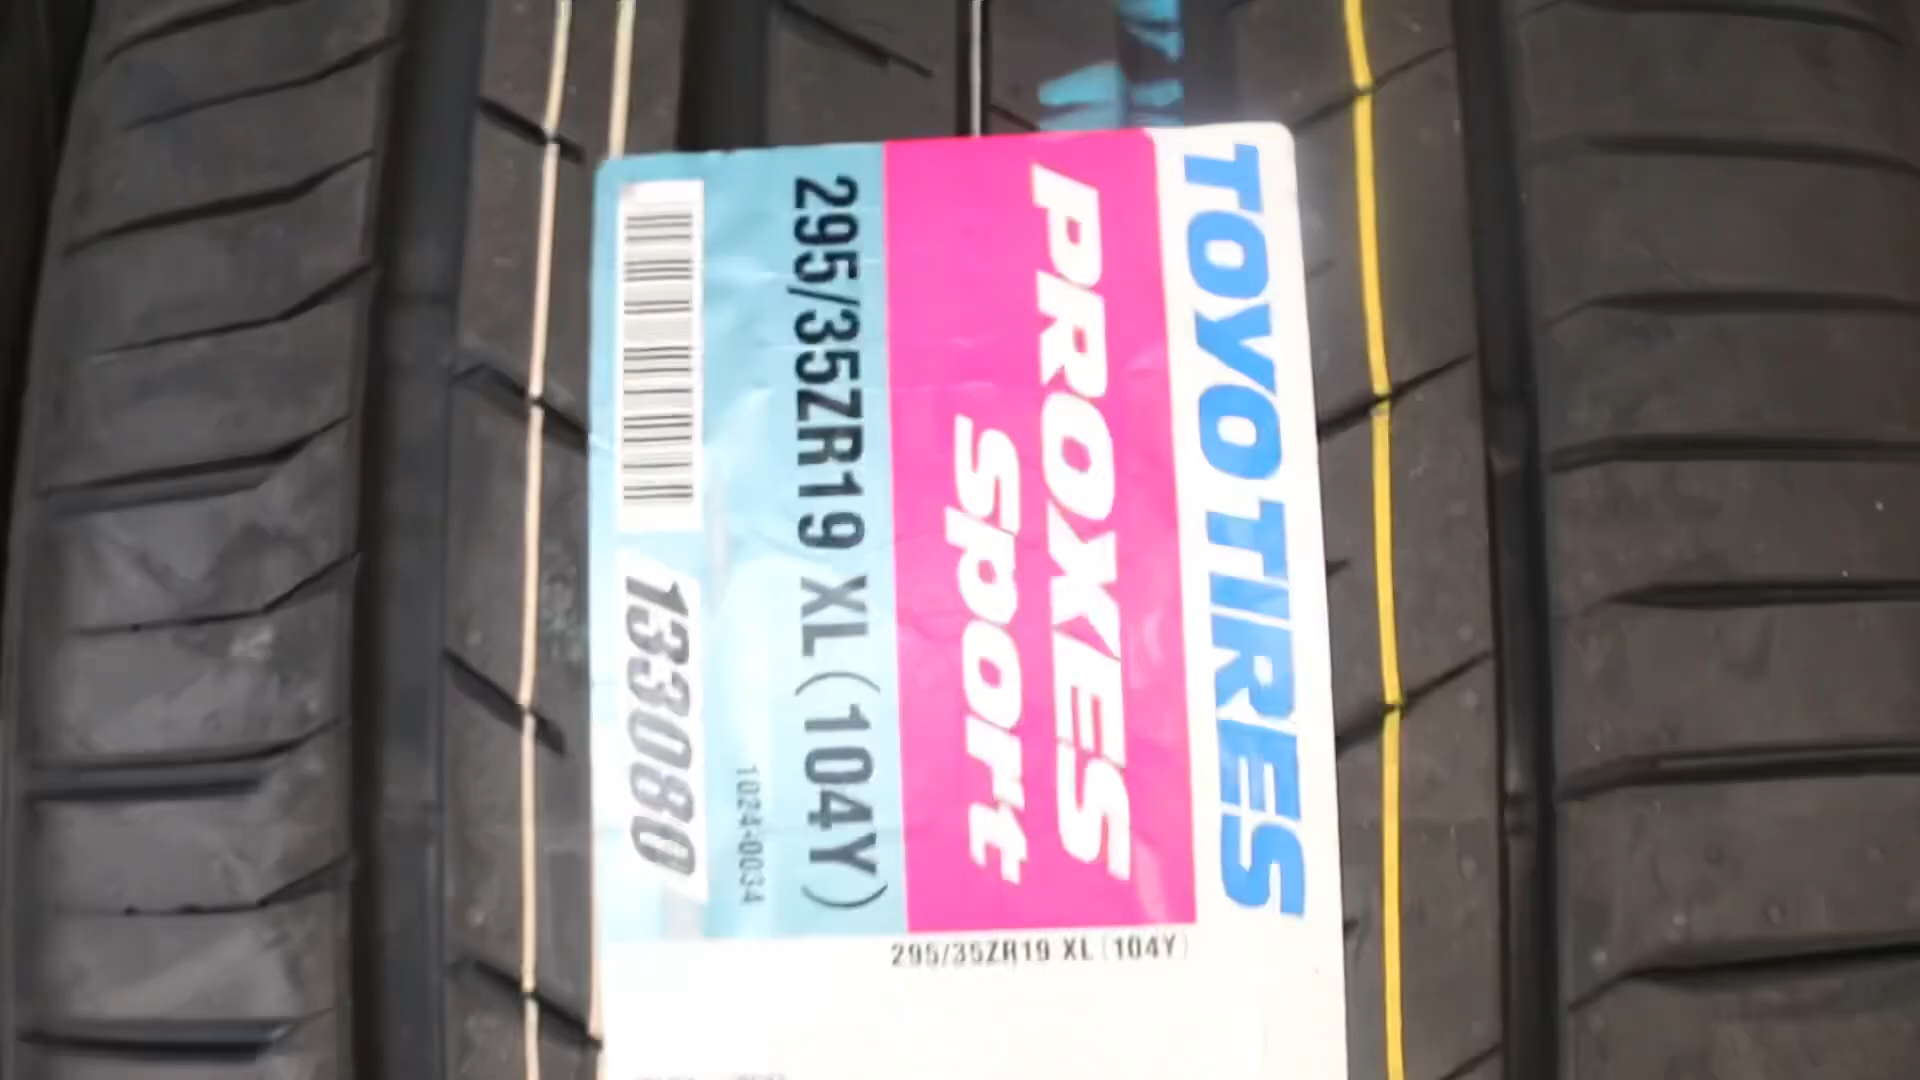 TOYO TIRES
PROXES
Sport
295/35ZR19 XL (104Y)
1024-0034
133080
295/35ZR19 XL (104Y)